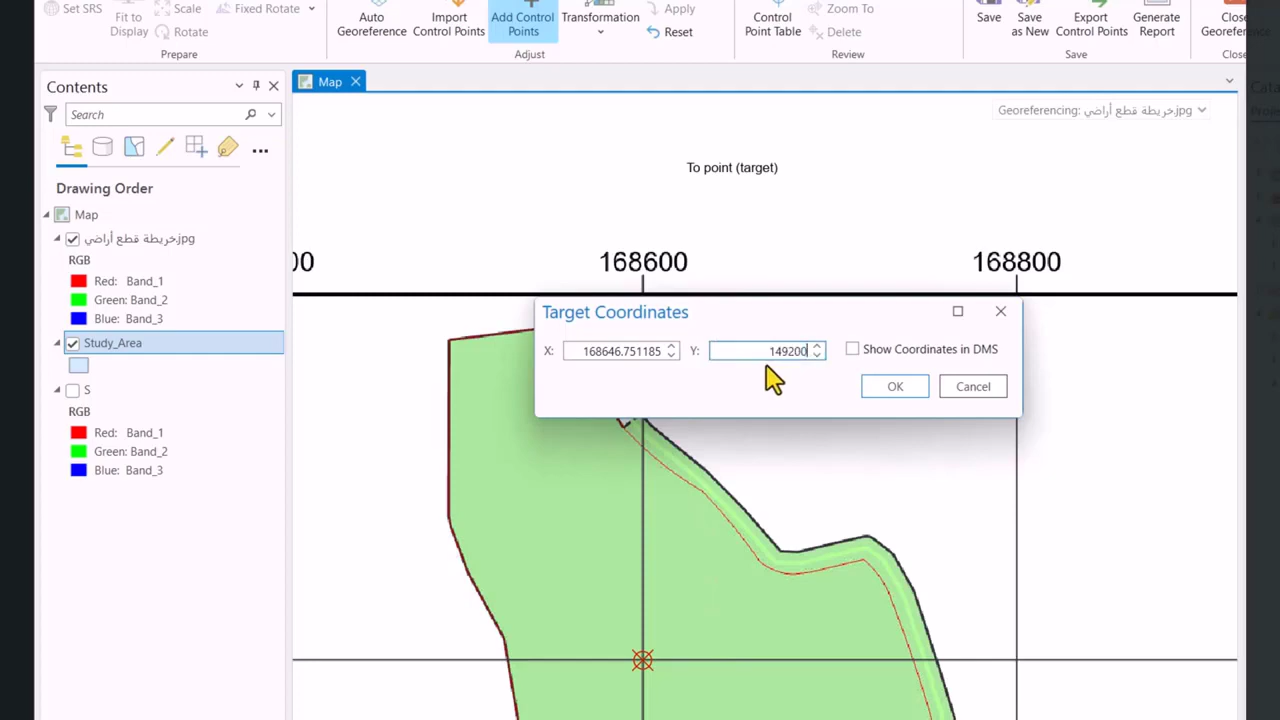 Set SRS
Scale
Fixed Rotate
Fit to
Display
Rotate
Prepare
Auto
Georeference
Import
Control Points
Add Control
Points
Transformation
Apply
Reset
Adjust
Control
Point Table
Zoom To
Delete
Review
Save
Save
as New
Export
Control Points
Generate
Report
Save
Close
Georeference
Close
Contents
Map
Search
Georeferencing: خريطة قطع أراضي.jpg
To point (target)
Drawing Order
Map
خريطة قطع أراضي.jpg
RGB
Red: Band_1
Green: Band_2
Blue: Band_3
Study_Area
S
RGB
Red: Band_1
Green: Band_2
Blue: Band_3
00
168600
168800
Target Coordinates
X: 168646.751185
Y: 149200
Show Coordinates in DMS
OK
Cancel